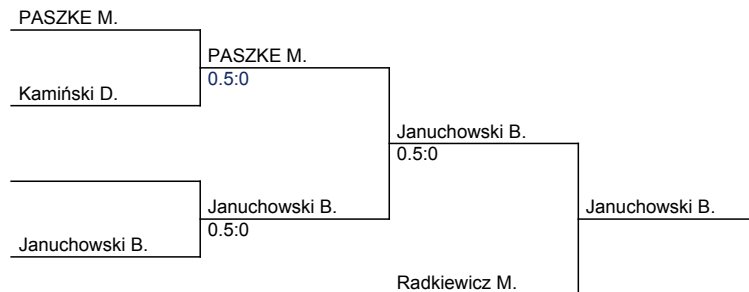 PASZKE M.
PASZKE M.
0.5:0
Kamiński D.
Januchowski B.
0.5:0
Januchowski B.
Januchowski B.
0.5:0
Januchowski B.
Radkiewicz M.